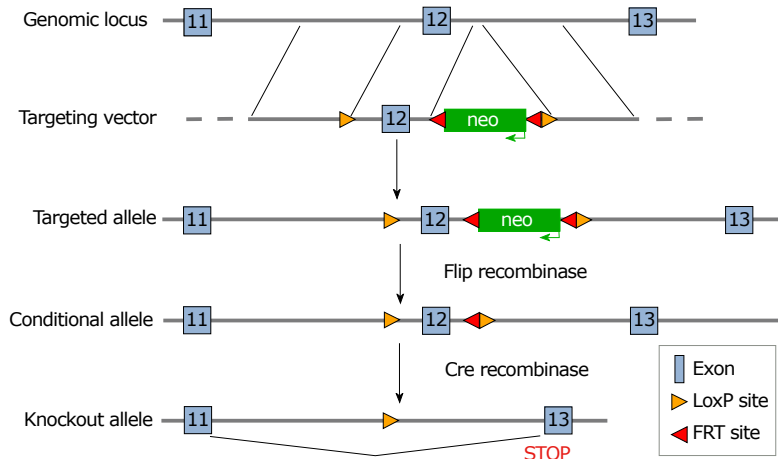 Genomic locus 11 12 13
Targeting vector 12 neo
Targeted allele 11 12 neo 13
Flip recombinase
Conditional allele 11 12 13
Cre recombinase
Knockout allele 11 13
STOP
Exon
LoxP site
FRT site